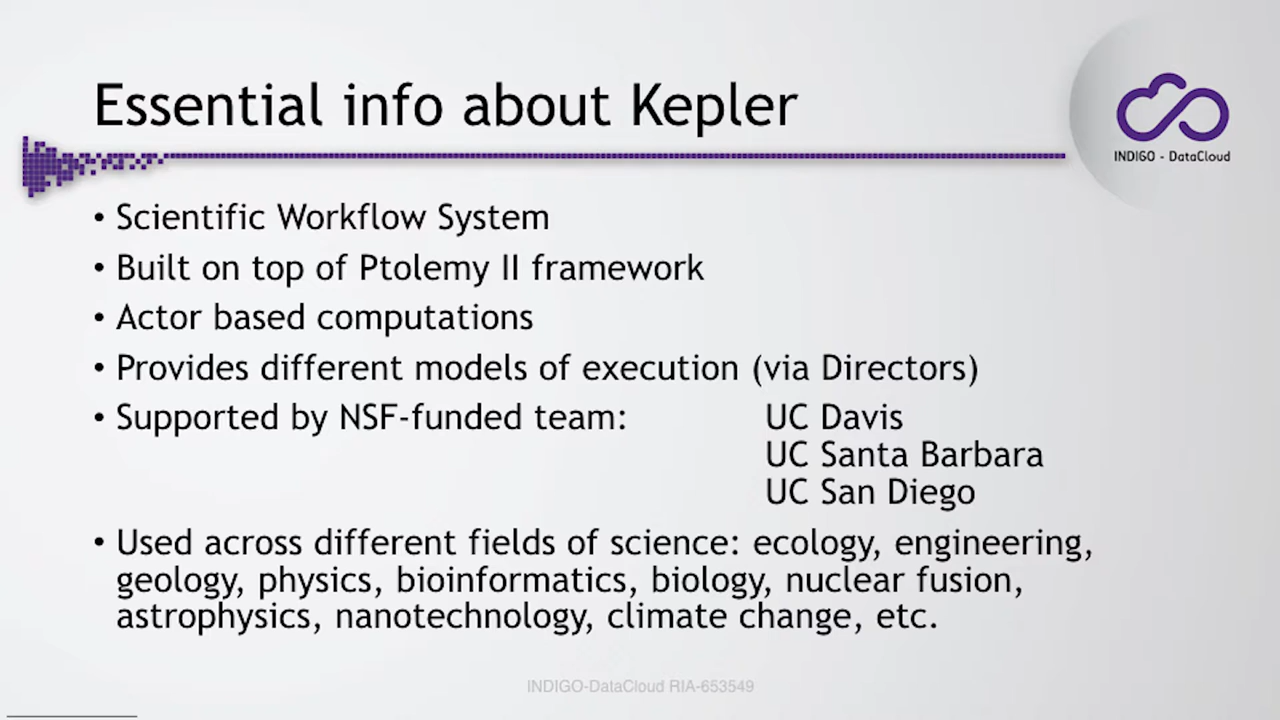 Essential info about Kepler
INDIGO - DataCloud
• Scientific Workflow System
• Built on top of Ptolemy II framework
• Actor based computations
• Provides different models of execution (via Directors)
• Supported by NSF-funded team: UC Davis
UC Santa Barbara
UC San Diego
• Used across different fields of science: ecology, engineering,
geology, physics, bioinformatics, biology, nuclear fusion,
astrophysics, nanotechnology, climate change, etc.
INDIGO-DataCloud RIA-653549